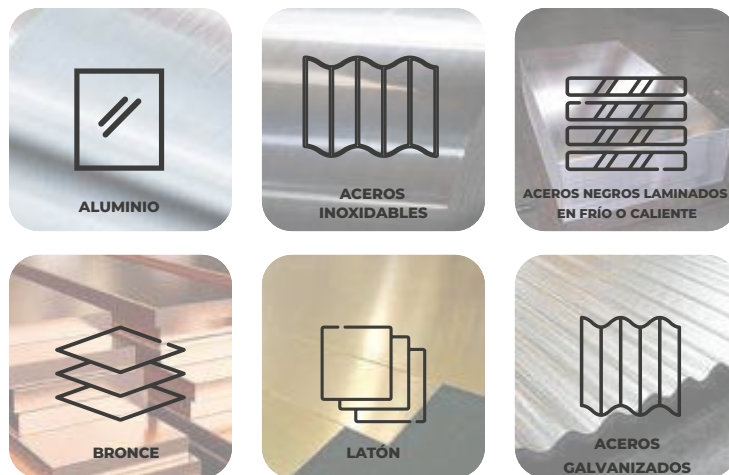 ALUMINIO
ACEROS
INOXIDABLES
ACEROS NEGROS LAMINADOS
EN FRÍO O CALIENTE
BRONCE
LATÓN
ACEROS
GALVANIZADOS